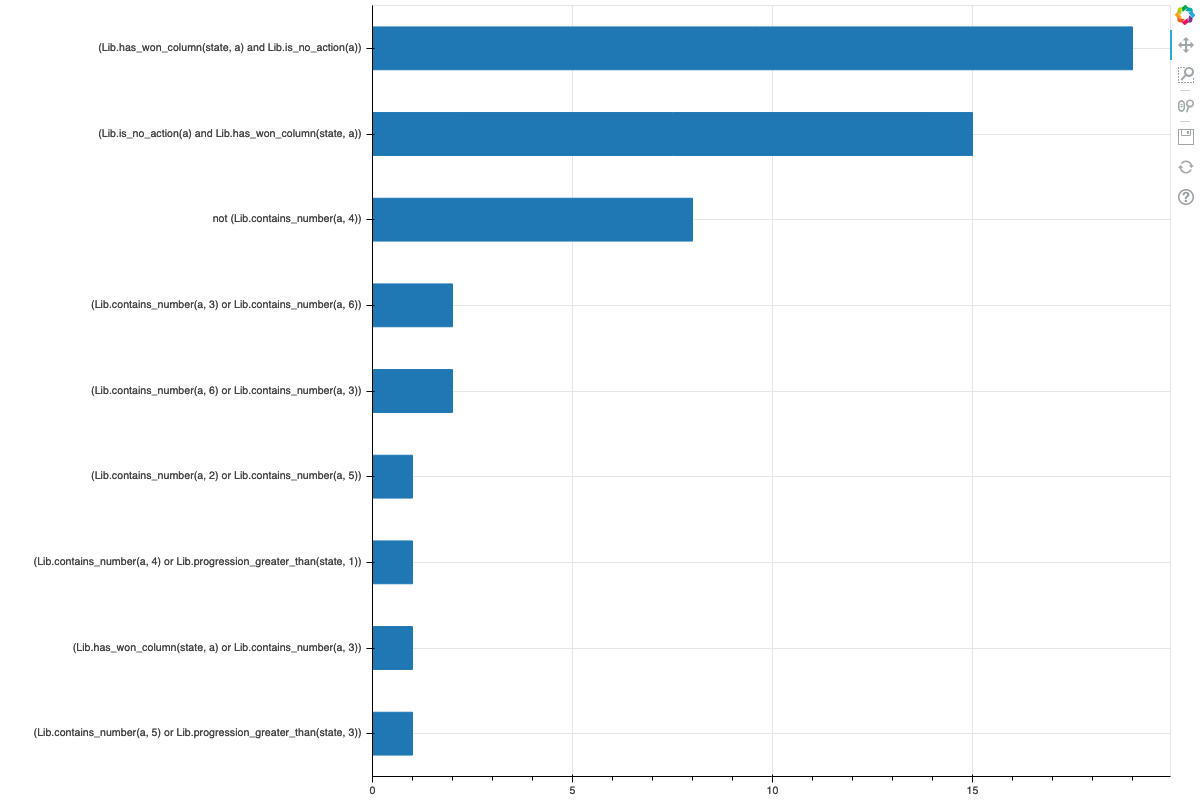 (Lib.has_won_column(state, a) and Lib.is_no_action(a))
(Lib.is_no_action(a) and Lib.has_won_column(state, a))
not (Lib.contains_number(a, 4))
(Lib.contains_number(a, 3) or Lib.contains_number(a, 6))
(Lib.contains_number(a, 6) or Lib.contains_number(a, 3))
(Lib.contains_number(a, 2) or Lib.contains_number(a, 5))
(Lib.contains_number(a, 4) or Lib.progression_greater_than(state, 1))
(Lib.has_won_column(state, a) or Lib.contains_number(a, 3))
(Lib.contains_number(a, 5) or Lib.progression_greater_than(state, 3))
0 5 10 15